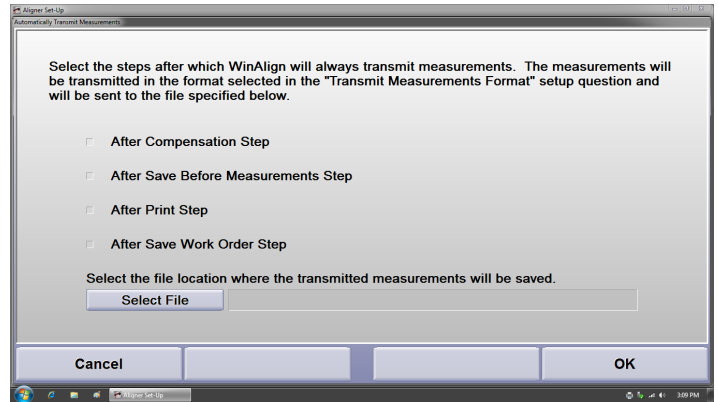 Aligner Set-Up
Automatically Transmit Measurements
Select the steps after which WinAlign will always transmit measurements.  The measurements will
be transmitted in the format selected in the "Transmit Measurements Format" setup question and
will be sent to the file specified below.
After Compensation Step
After Save Before Measurements Step
After Print Step
After Save Work Order Step
Select the file location where the transmitted measurements will be saved.
Select File
Cancel
OK
Aligner Set-Up
3:09 PM